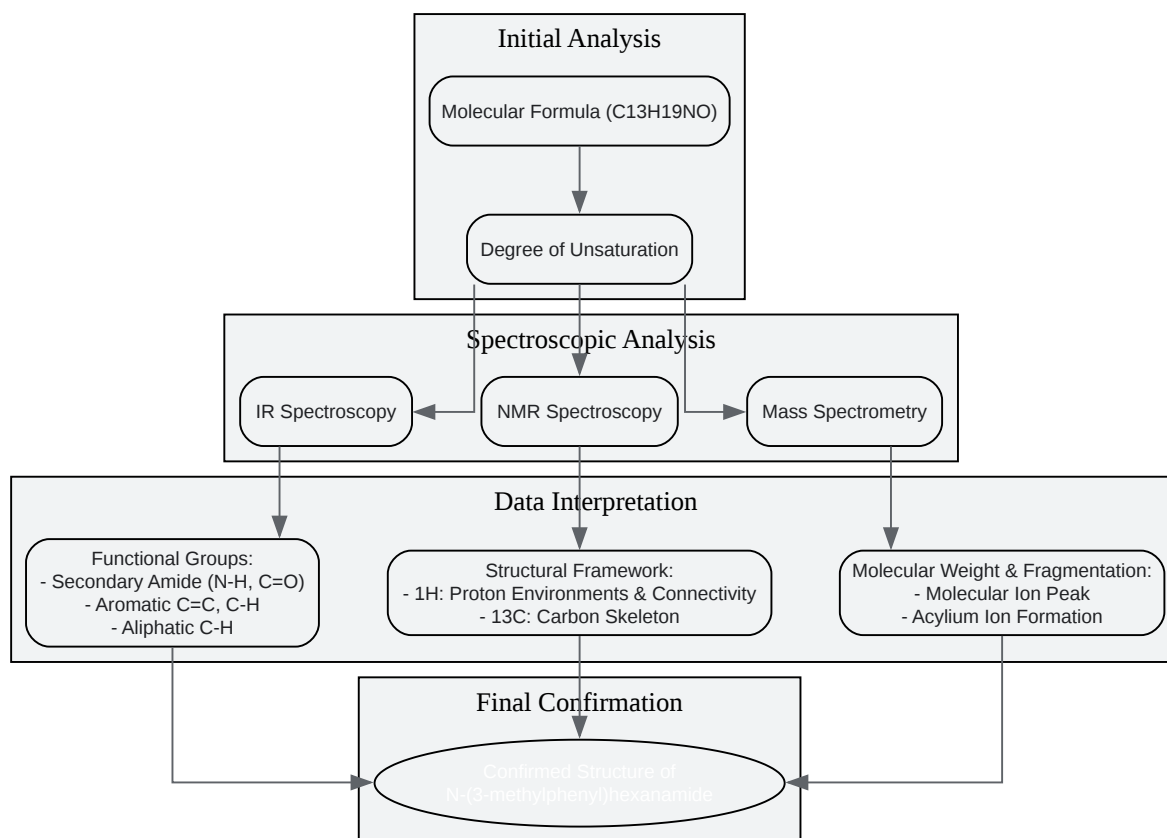 Initial Analysis
Molecular Formula (C13H19NO)
Degree of Unsaturation
Spectroscopic Analysis
IR Spectroscopy
NMR Spectroscopy
Mass Spectrometry
Data Interpretation
Functional Groups:
- Secondary Amide (N-H, C=O)
- Aromatic C=C, C-H
- Aliphatic C-H
Structural Framework:
- 1H: Proton Environments & Connectivity
- 13C: Carbon Skeleton
Molecular Weight & Fragmentation:
- Molecular Ion Peak
- Acylium Ion Formation
Final Confirmation
Confirmed Structure of
N-(3-methylphenyl)hexanamide